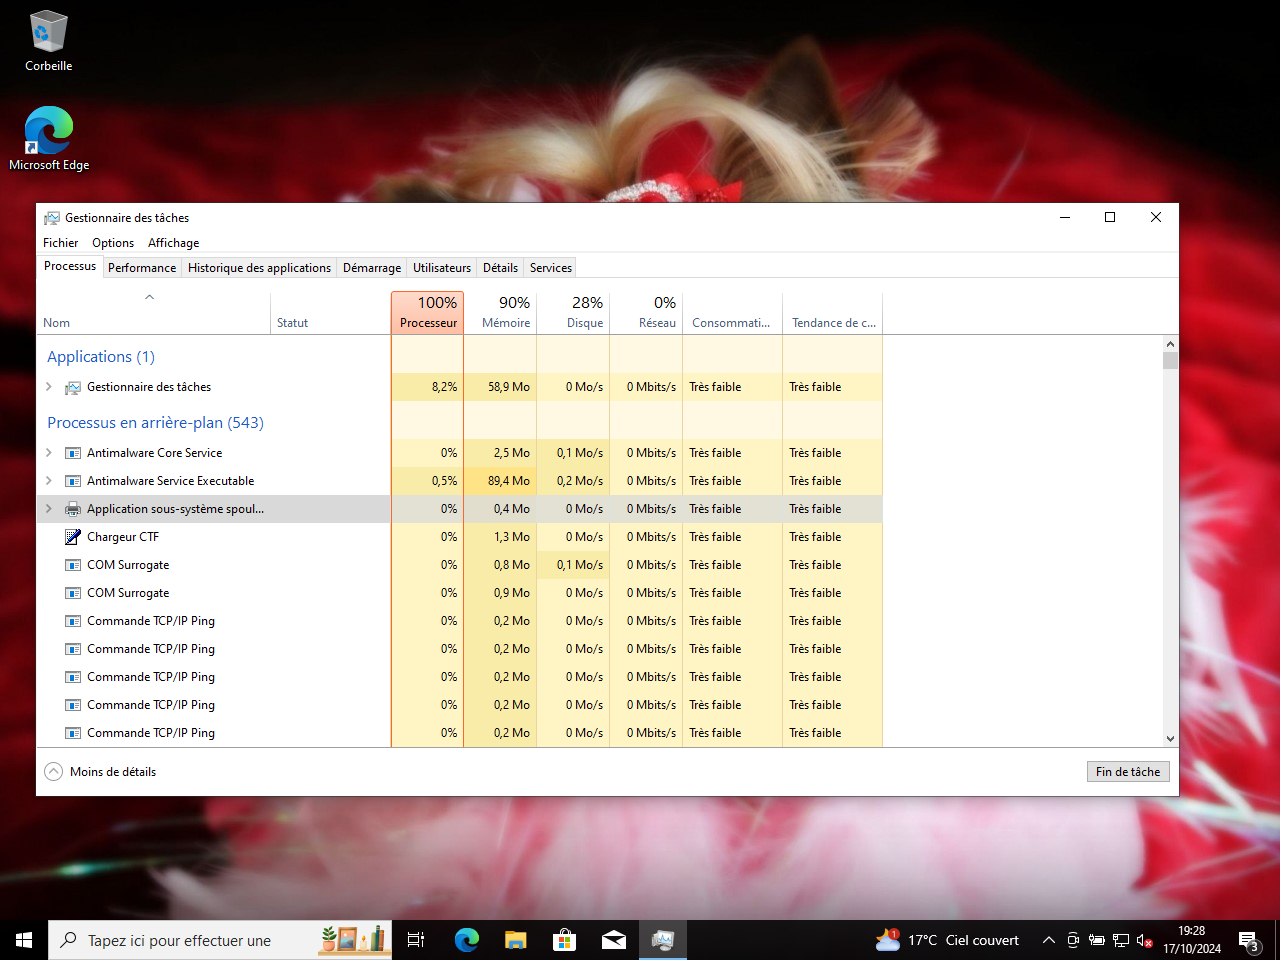 Corbeille
Microsoft Edge
Gestionnaire des tâches
Fichier Options Affichage
Processus Performance Historique des applications Démarrage Utilisateurs Détails Services
100% 90% 28% 0%
Nom Statut Processeur Mémoire Disque Réseau Consommati... Tendance de c...
Applications (1)
Gestionnaire des tâches 8,2% 58,9 Mo 0 Mo/s 0 Mbits/s Très faible Très faible
Processus en arrière-plan (543)
Antimalware Core Service 0% 2,5 Mo 0,1 Mo/s 0 Mbits/s Très faible Très faible
Antimalware Service Executable 0,5% 89,4 Mo 0,2 Mo/s 0 Mbits/s Très faible Très faible
Application sous-système spoul... 0% 0,4 Mo 0 Mo/s 0 Mbits/s Très faible Très faible
Chargeur CTF 0% 1,3 Mo 0 Mo/s 0 Mbits/s Très faible Très faible
COM Surrogate 0% 0,8 Mo 0,1 Mo/s 0 Mbits/s Très faible Très faible
COM Surrogate 0% 0,9 Mo 0 Mo/s 0 Mbits/s Très faible Très faible
Commande TCP/IP Ping 0% 0,2 Mo 0 Mo/s 0 Mbits/s Très faible Très faible
Commande TCP/IP Ping 0% 0,2 Mo 0 Mo/s 0 Mbits/s Très faible Très faible
Commande TCP/IP Ping 0% 0,2 Mo 0 Mo/s 0 Mbits/s Très faible Très faible
Commande TCP/IP Ping 0% 0,2 Mo 0 Mo/s 0 Mbits/s Très faible Très faible
Commande TCP/IP Ping 0% 0,2 Mo 0 Mo/s 0 Mbits/s Très faible Très faible
Moins de détails Fin de tâche
Tapez ici pour effectuer une 1 17°C Ciel couvert 19:28
17/10/2024 3